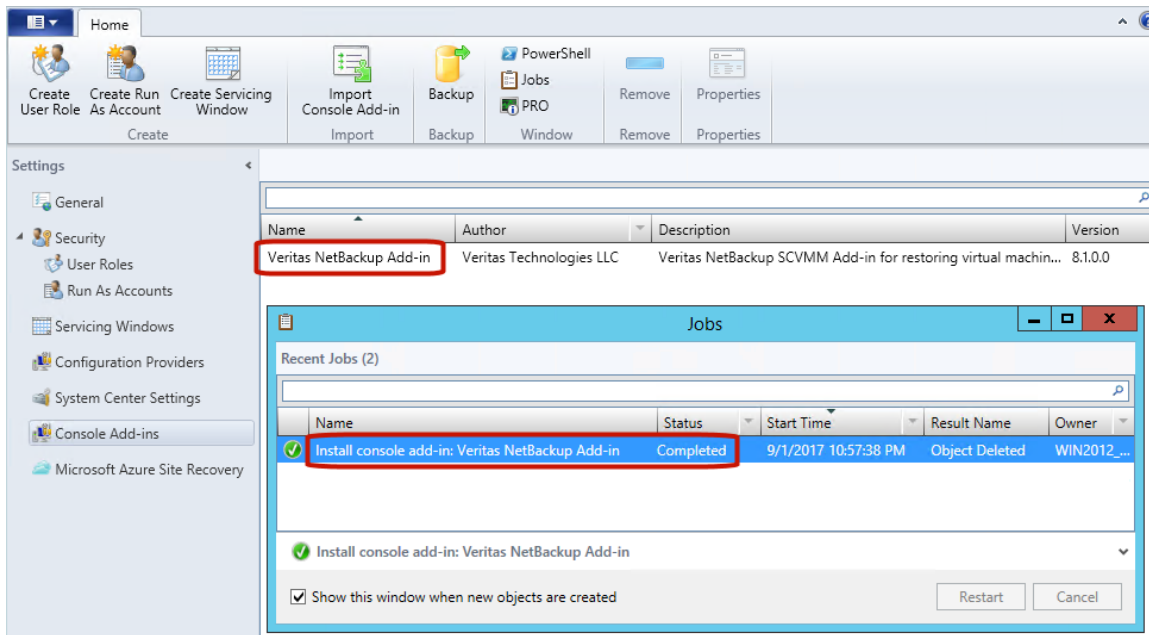 Home
Create User Role
Create Run As Account
Create Servicing Window
Import Console Add-in
Backup
PowerShell
Jobs
PRO
Remove
Properties
Create
Import
Backup
Window
Remove
Properties
Settings
General
Security
User Roles
Run As Accounts
Servicing Windows
Configuration Providers
System Center Settings
Console Add-ins
Microsoft Azure Site Recovery
Name Author Description Version
Veritas NetBackup Add-in Veritas Technologies LLC Veritas NetBackup SCVMM Add-in for restoring virtual machin... 8.1.0.0
Jobs
Recent Jobs (2)
Name Status Start Time Result Name Owner
Install console add-in: Veritas NetBackup Add-in Completed 9/1/2017 10:57:38 PM Object Deleted WIN2012_...
Install console add-in: Veritas NetBackup Add-in
Show this window when new objects are created
Restart Cancel